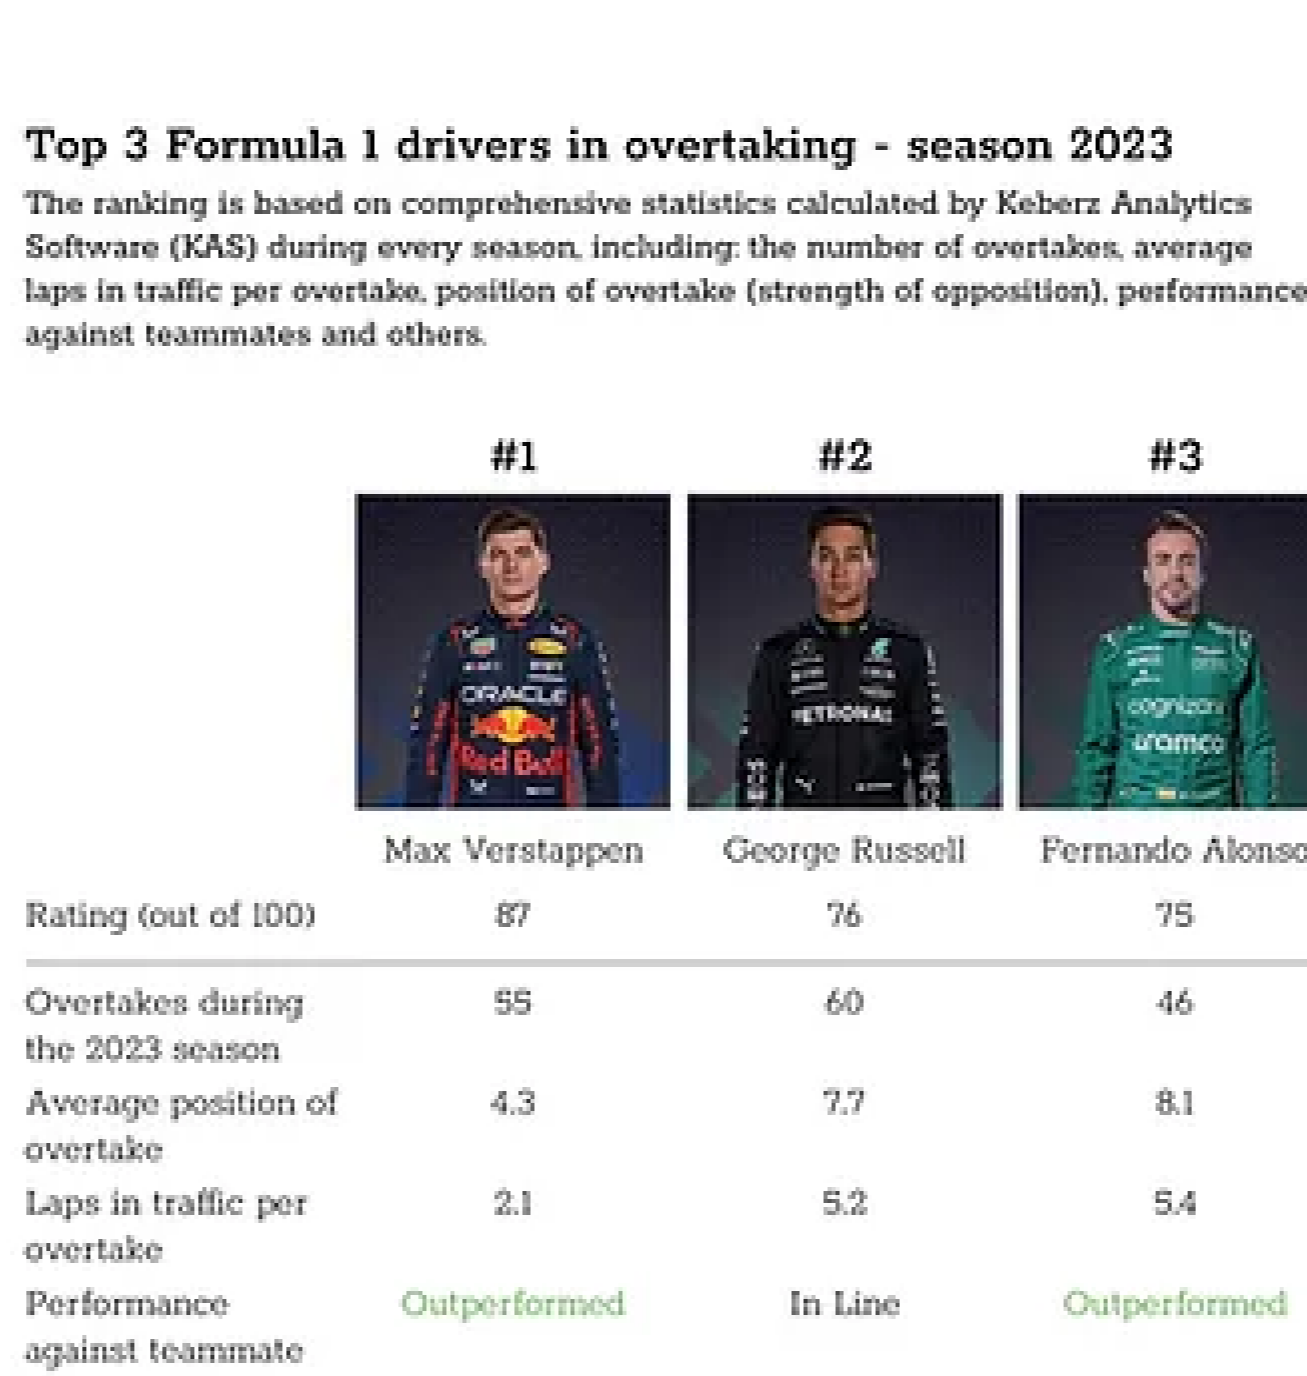 Top 3 Formula 1 drivers in overtaking - season 2023
The ranking is based on comprehensive statistics calculated by Keberz Analytics
Software (KAS) during every season, including: the number of overtakes, average
laps in traffic per overtake, position of overtake (strength of opposition), performance
against teammates and others.
#1 #2 #3
ORACLE
Red Bull
PETRONAS
cognizant
aramco
Max Verstappen George Russell Fernando Alonso
Rating (out of 100) 87 76 75
Overtakes during 55 60 46
the 2023 season
Average position of 4.3 7.7 8.1
overtake
Laps in traffic per 2.1 5.2 5.4
overtake
Performance Outperformed In Line Outperformed
against teammate